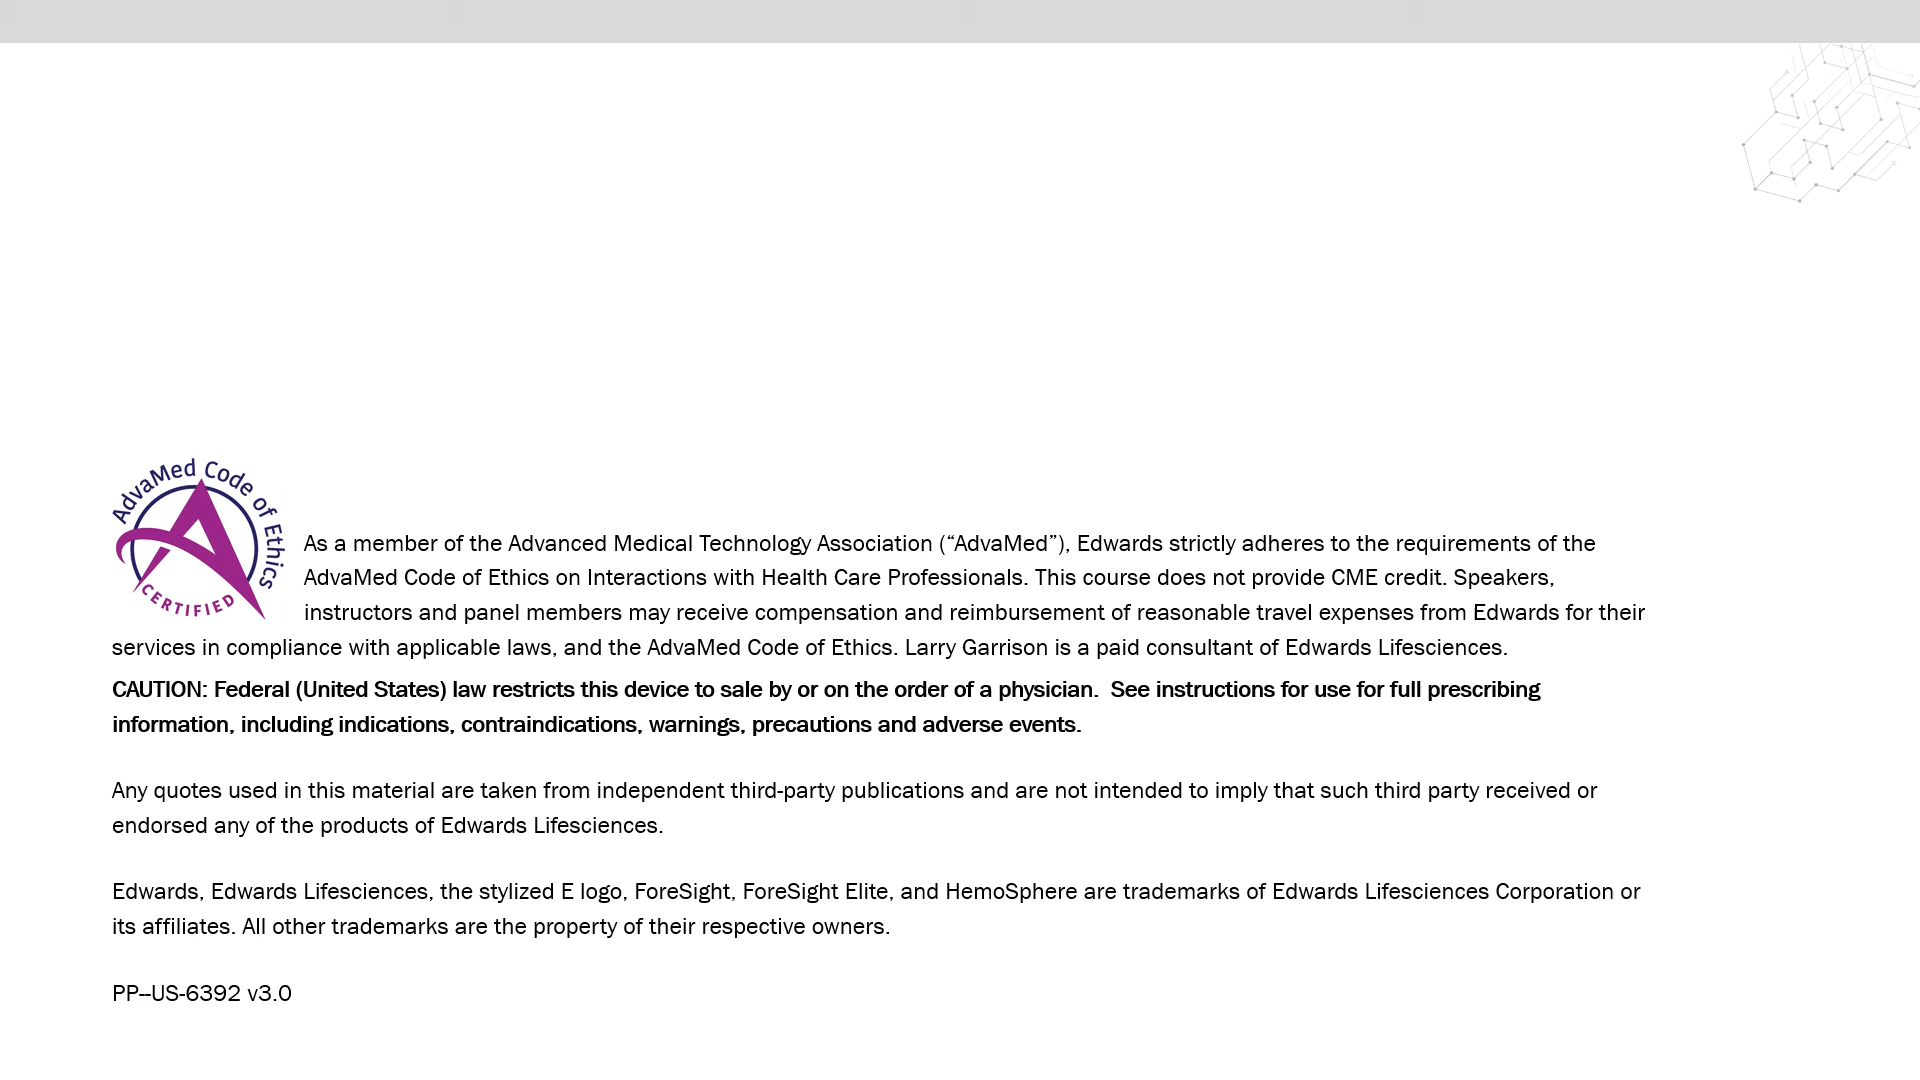 AdvaMed Code of Ethics
CERTIFIED
As a member of the Advanced Medical Technology Association (“AdvaMed”), Edwards strictly adheres to the requirements of the
AdvaMed Code of Ethics on Interactions with Health Care Professionals. This course does not provide CME credit. Speakers,
instructors and panel members may receive compensation and reimbursement of reasonable travel expenses from Edwards for their
services in compliance with applicable laws, and the AdvaMed Code of Ethics. Larry Garrison is a paid consultant of Edwards Lifesciences.
CAUTION: Federal (United States) law restricts this device to sale by or on the order of a physician.  See instructions for use for full prescribing
information, including indications, contraindications, warnings, precautions and adverse events.
Any quotes used in this material are taken from independent third-party publications and are not intended to imply that such third party received or
endorsed any of the products of Edwards Lifesciences.
Edwards, Edwards Lifesciences, the stylized E logo, ForeSight, ForeSight Elite, and HemoSphere are trademarks of Edwards Lifesciences Corporation or
its affiliates. All other trademarks are the property of their respective owners.
PP--US-6392 v3.0